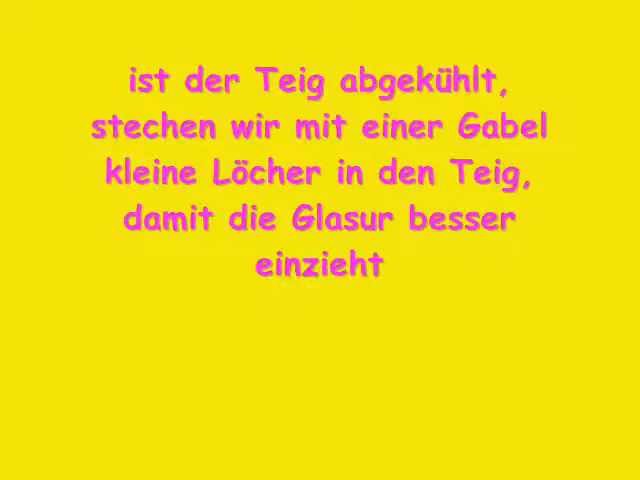 ist der Teig abgekühlt,
stechen wir mit einer Gabel
kleine Löcher in den Teig,
damit die Glasur besser
einzieht